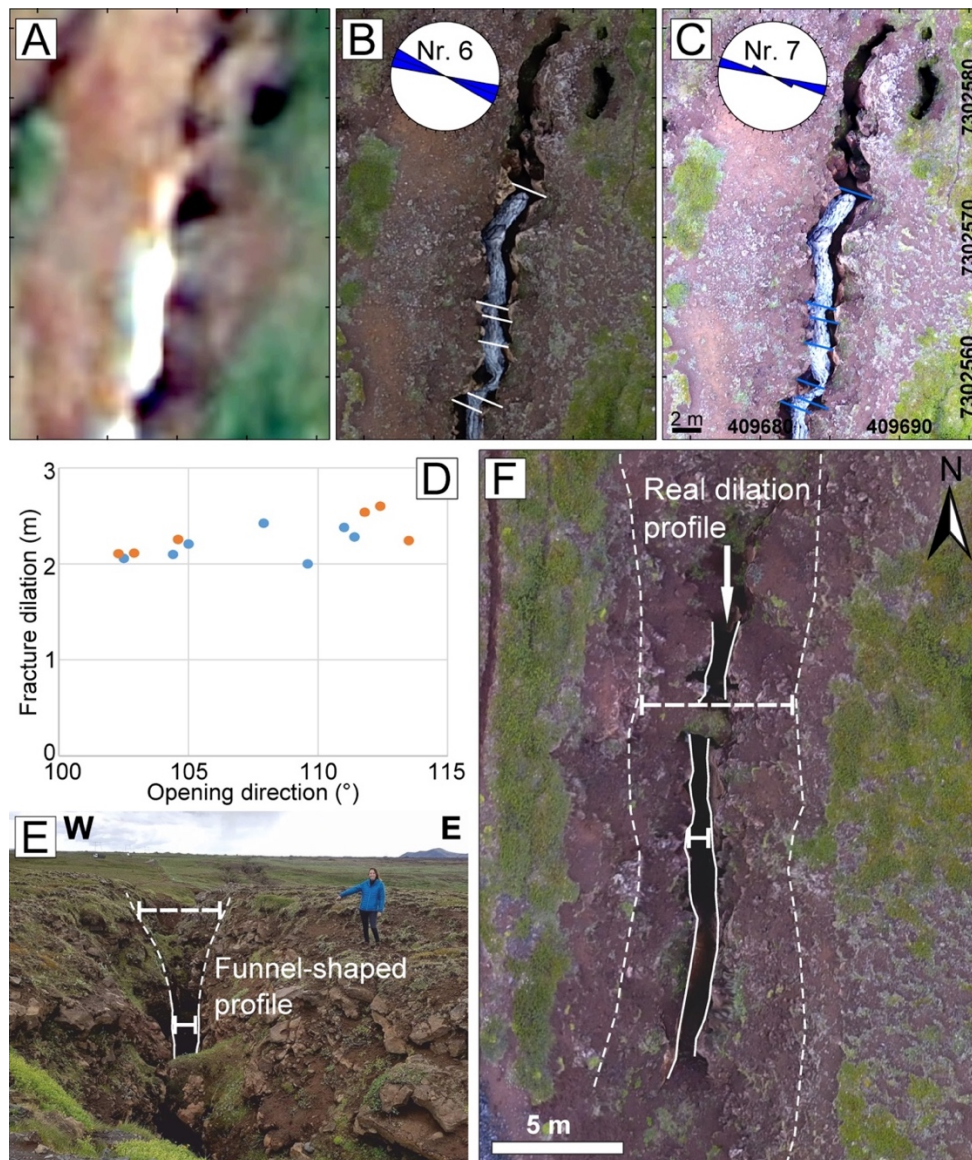 A
B
Nr. 6
C
Nr. 7
7302580
7302570
7302560
2 m
409680
409690
D
3
2
1
0
100
105
110
115
Fracture dilation (m)
Opening direction (°)
E
W
E
Funnel-shaped
profile
F
N
Real dilation
profile
5 m